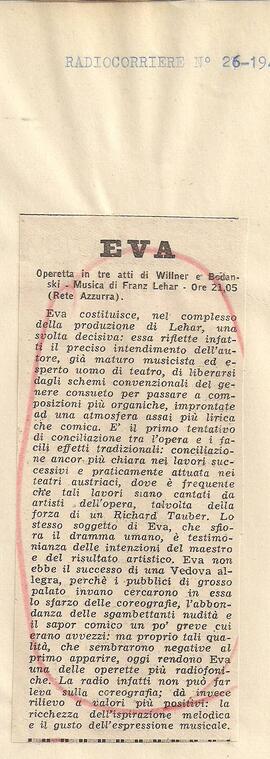 RADIOCORRIERE N° 26-194
EVA
Operetta in tre atti di Willner e Bodan-
ski - Musica di Franz Lehar - Ore 21,05
(Rete Azzurra).
Eva costituisce, nel complesso
della produzione di Lehar, una
svolta decisiva: essa riflette infat-
ti il preciso intendimento dell'au-
tore, già maturo musicista ed e-
sperto uomo di teatro, di liberarsi
dagli schemi convenzionali del ge-
nere consueto per passare a com-
posizioni più organiche, improntate
ad una atmosfera assai più lirica
che comica. E' il primo tentativo
di conciliazione tra l'opera e i fa-
cili effetti tradizionali: conciliazio-
ne ancor più chiara nei lavori suc-
cessivi e praticamente attuata nei
teatri austriaci, dove è frequente
che tali lavori siano cantati da
artisti dell'opera, talvolta della
forza di un Richard Tauber. Lo
stesso soggetto di Eva, che sfio-
ra il dramma umano, è testimo-
nianza delle intenzioni del maestro
e del risultato artistico. Eva non
ebbe il successo di una Vedova al-
legra, perchè i pubblici di grosso
palato invano cercarono in essa
lo sfarzo delle coreografie, l'abbon-
danza delle sgambettanti nudità e
il sapor comico un po' greve cui
erano avvezzi: ma proprio tali qua-
lità, che sembrarono negative al
primo apparire, oggi rendono Eva
una delle operette più radiofoni-
che. La radio infatti non può far
leva sulla coreografia; dà invece
rilievo a valori più positivi: la
ricchezza dell'ispirazione melodica
e il gusto dell'espressione musicale.